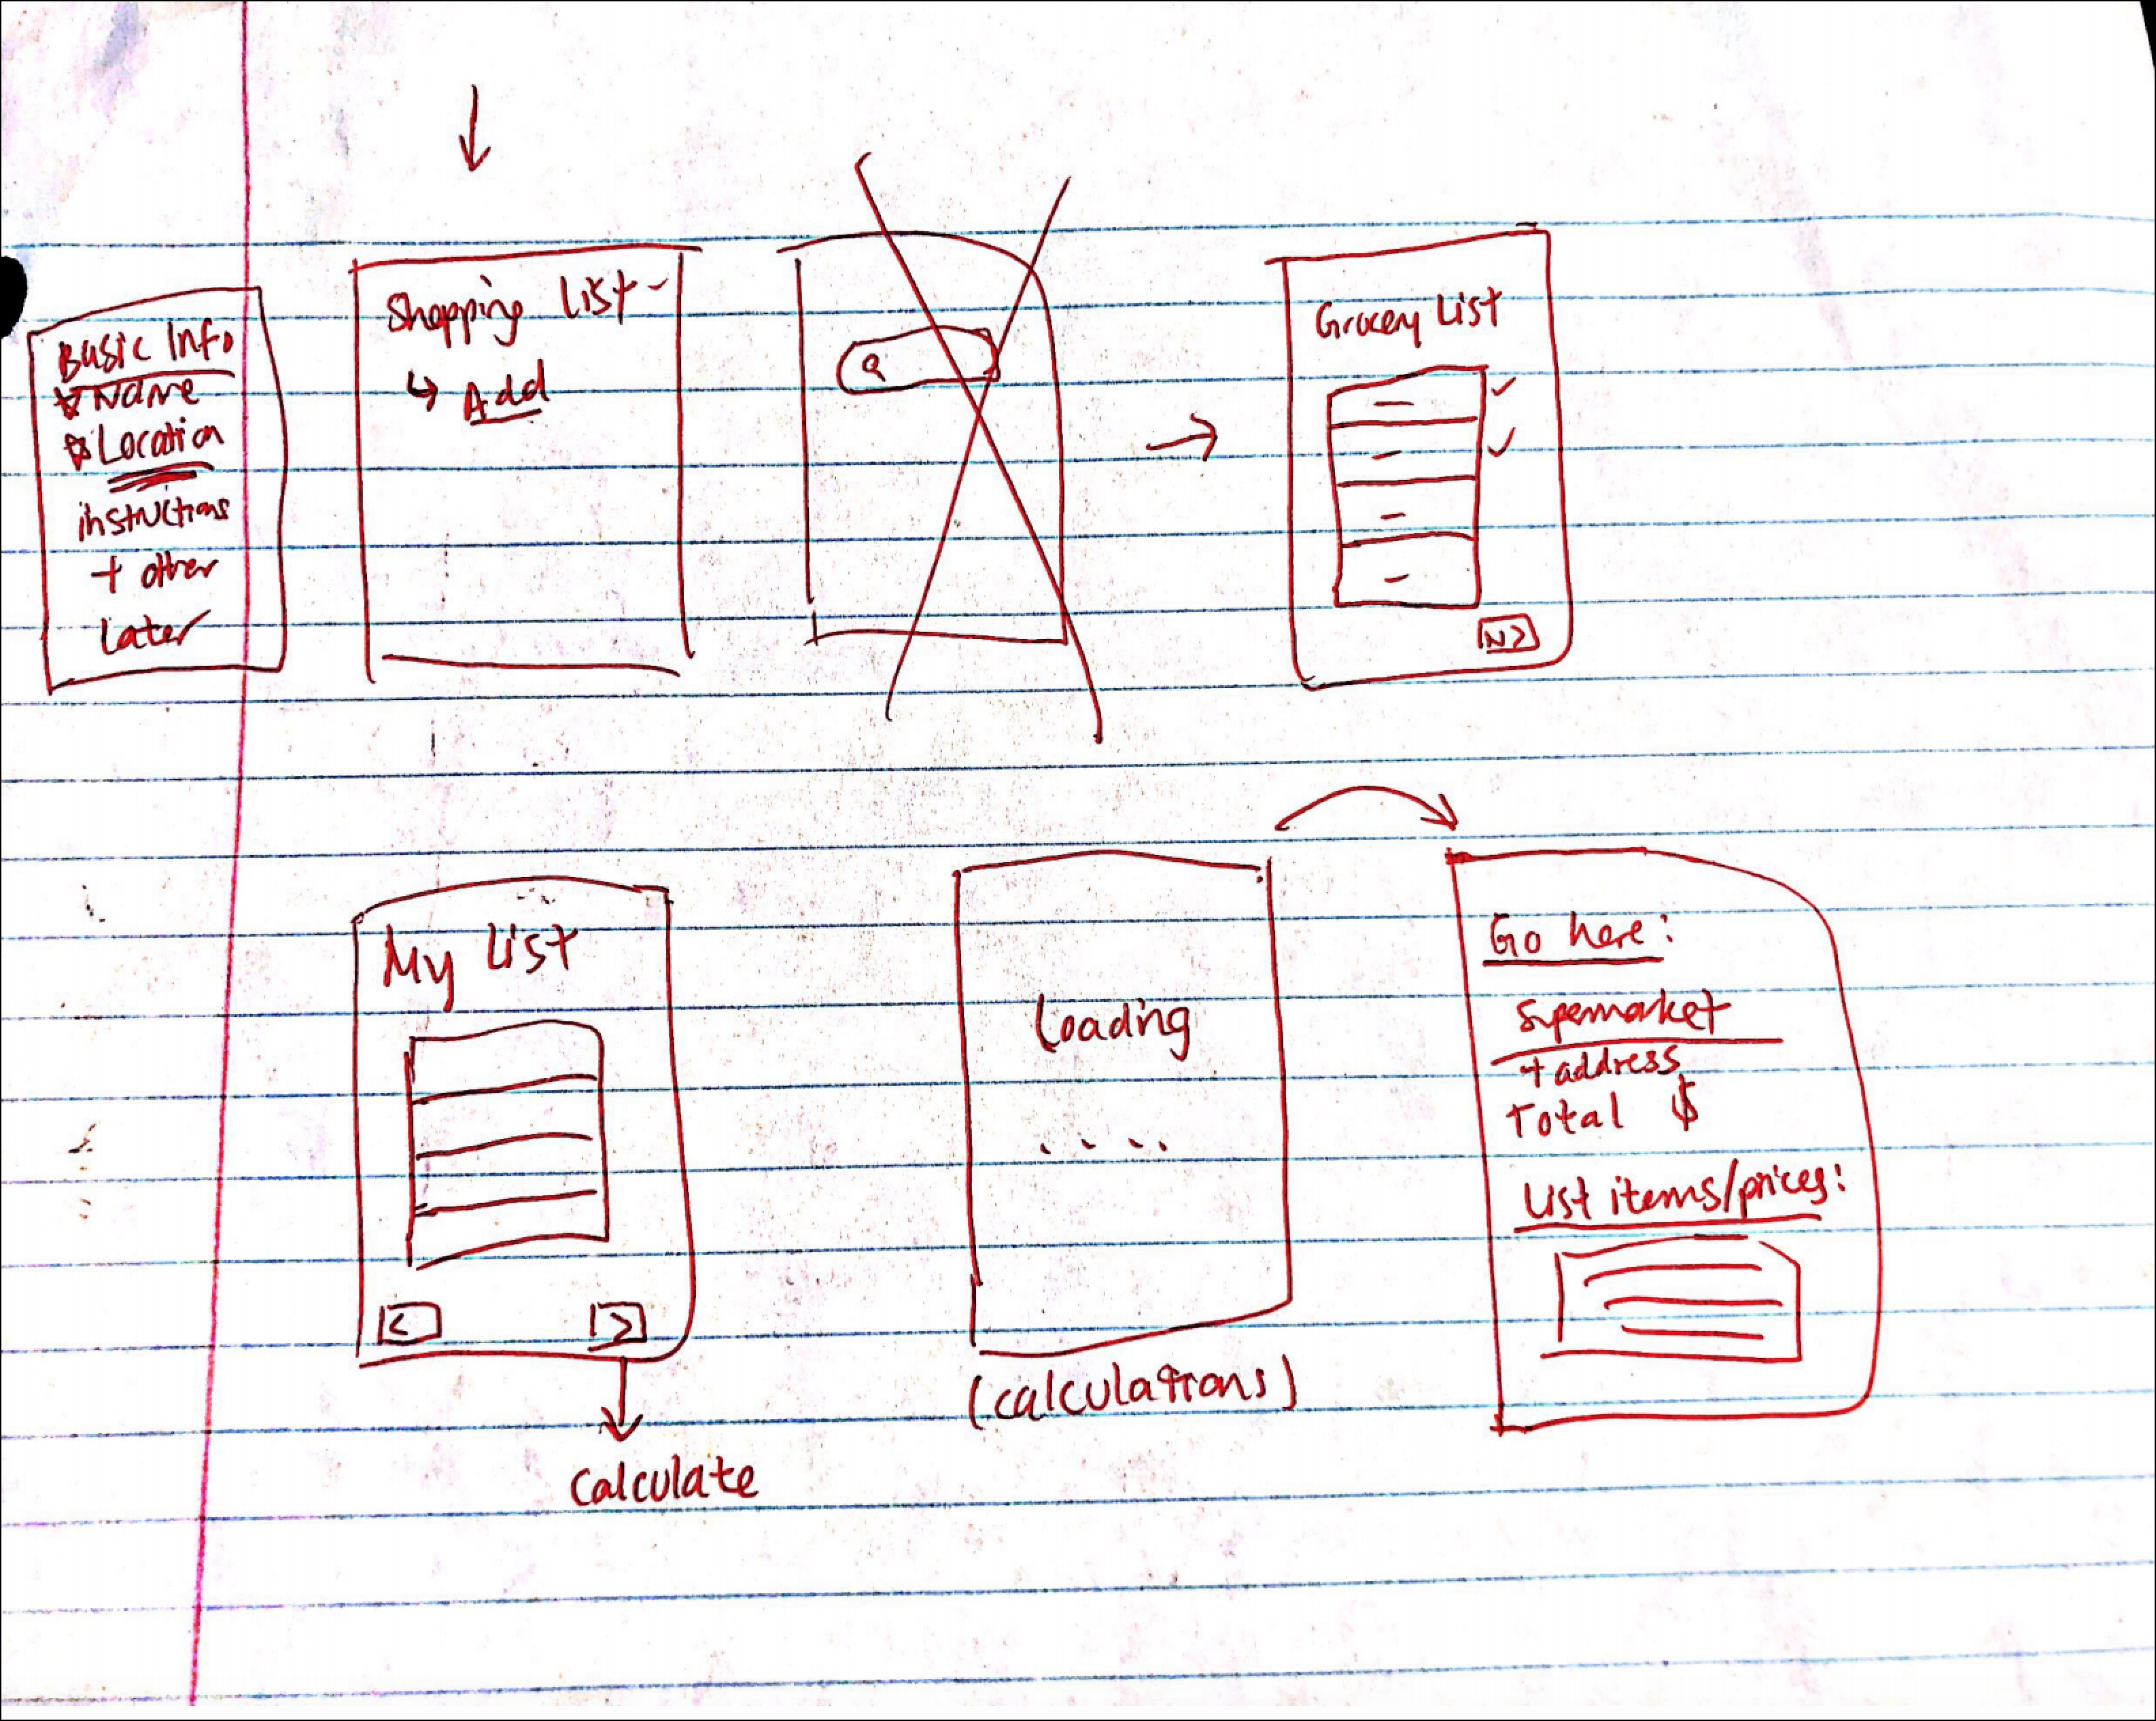 Basic Info
Name
Location
instructions
+ other
Later
Shopping List
↳ Add
Q
Grocery List
N>
My List
<
>
Calculate
Loading
....
(calculations)
Go here:
Supermarket
+ address
Total $
List items/prices: